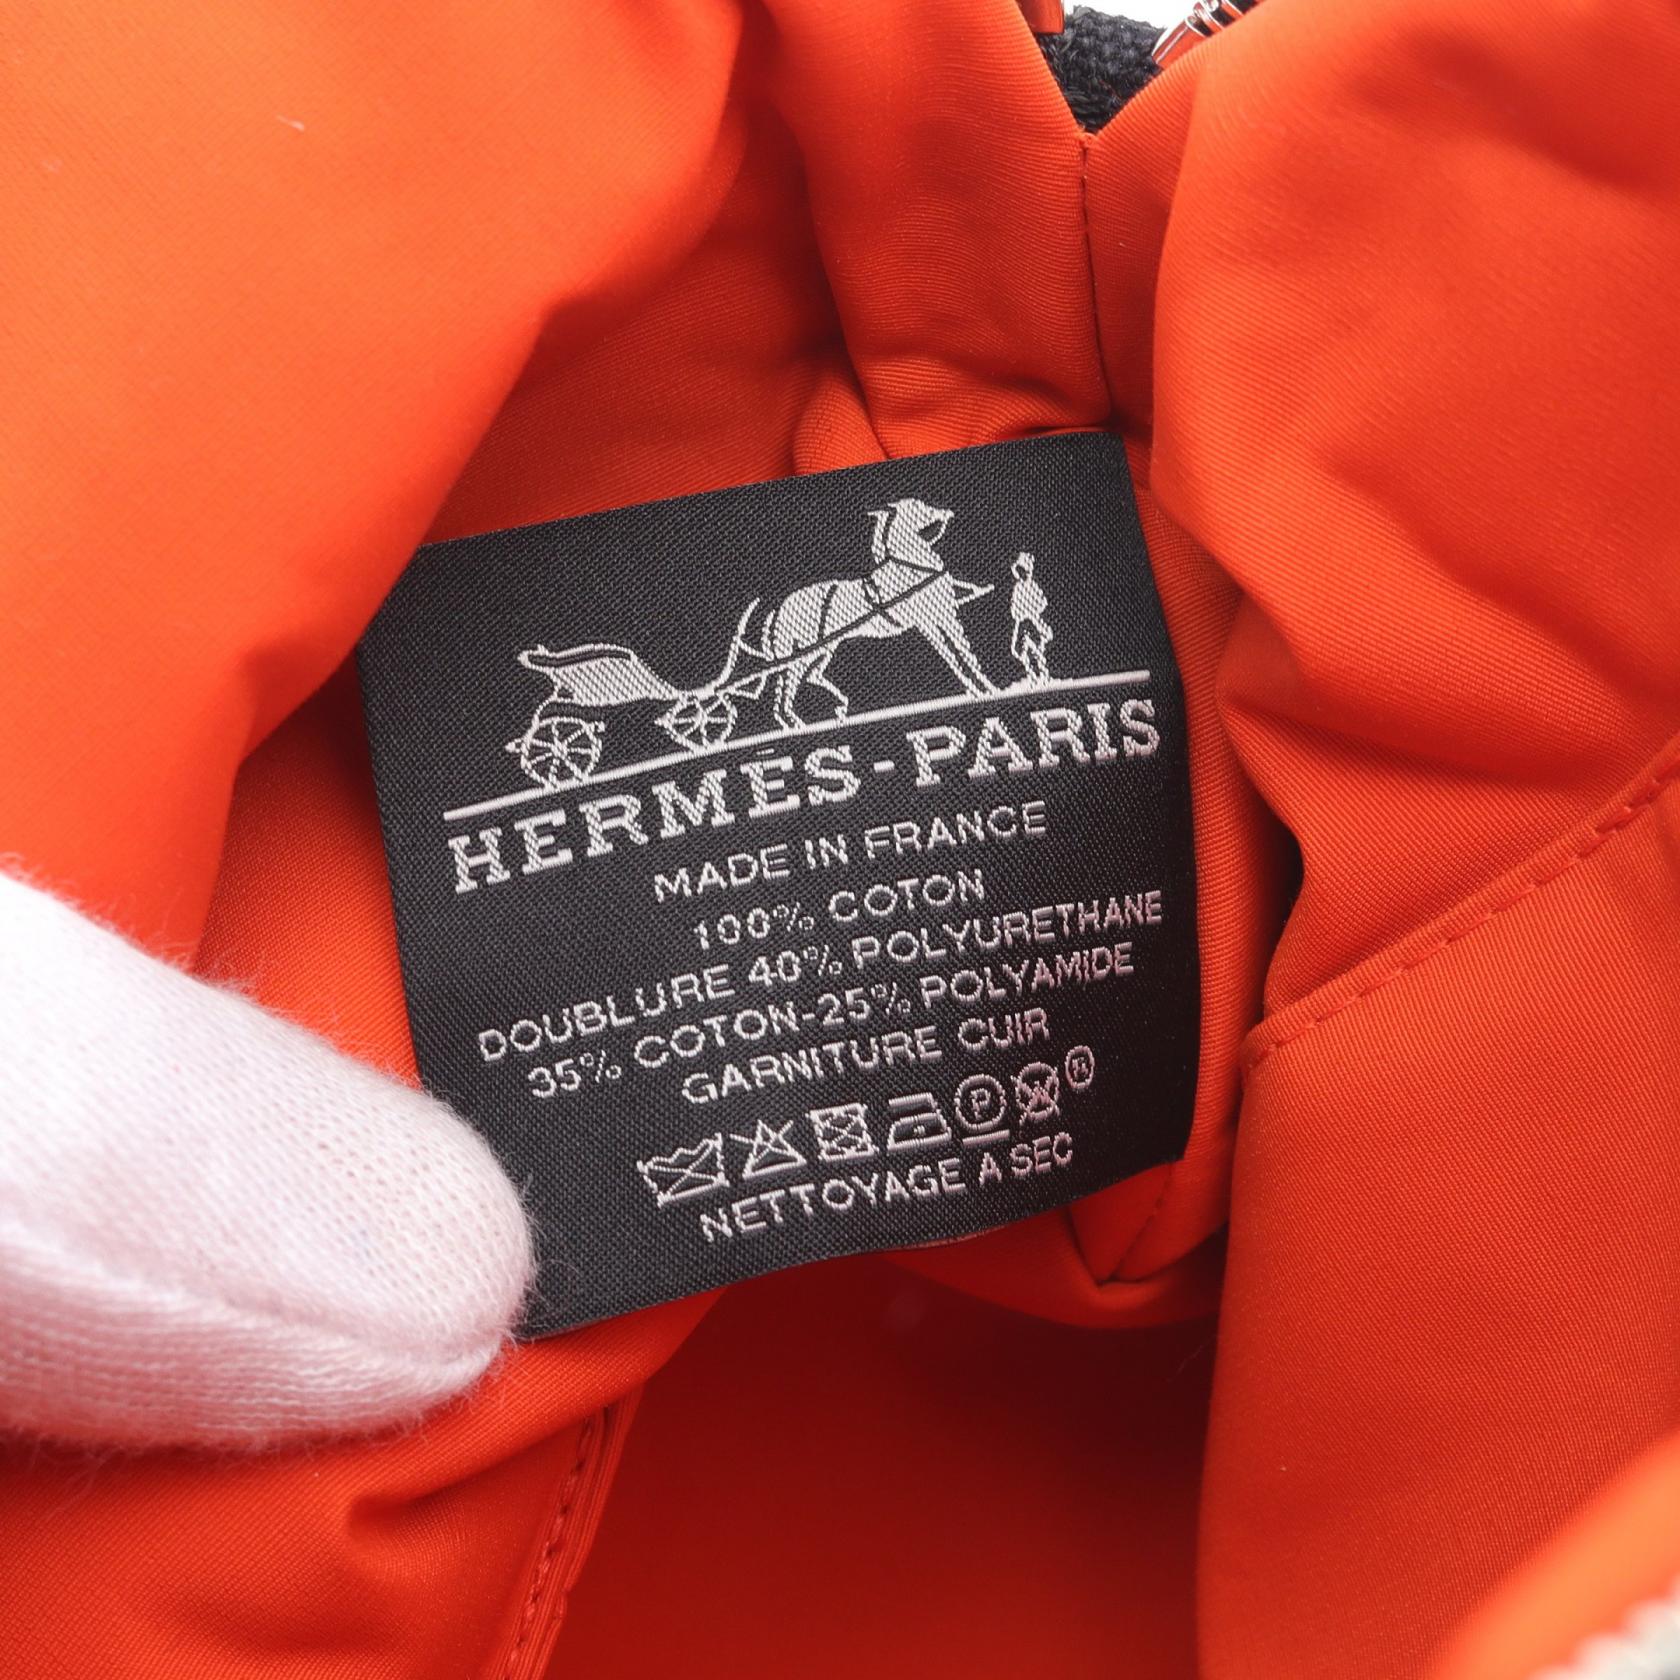 HERMÈS-PARIS
MADE IN FRANCE
100% COTON
DOUBLURE 40% POLYURETHANE
35% COTON-25% POLYAMIDE
GARNITURE CUIR
P W ®
NETTOYAGE A SEC